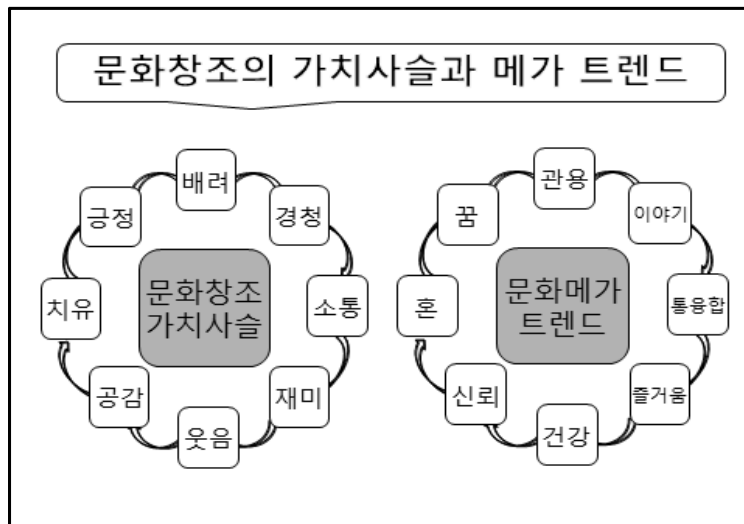 문화창조의 가치사슬과 메가 트렌드
배려
경청
소통
재미
웃음
공감
치유
긍정
문화창조
가치사슬
관용
이야기
통융합
즐거움
건강
신뢰
혼
꿈
문화메가
트렌드